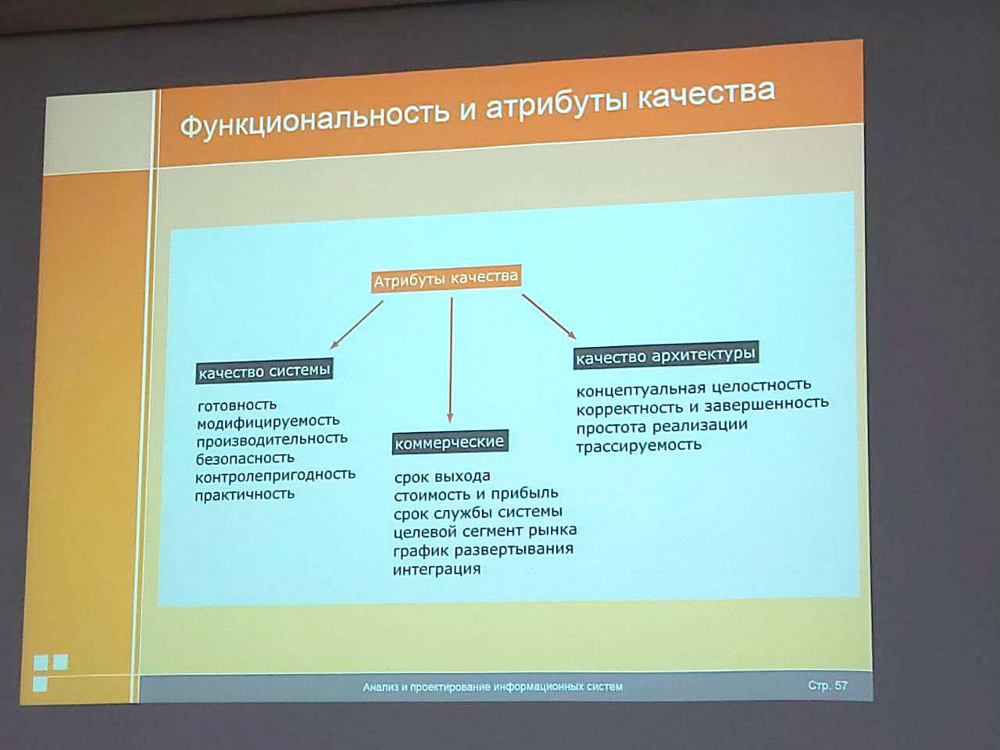 Функциональность и атрибуты качества
Атрибуты качества
качество системы
готовность
модифицируемость
производительность
безопасность
контролепригодность
практичность
коммерческие
срок выхода
стоимость и прибыль
срок службы системы
целевой сегмент рынка
график развертывания
интеграция
качество архитектуры
концептуальная целостность
корректность и завершенность
простота реализации
трассируемость
Анализ и проектирование информационных систем
Стр. 57